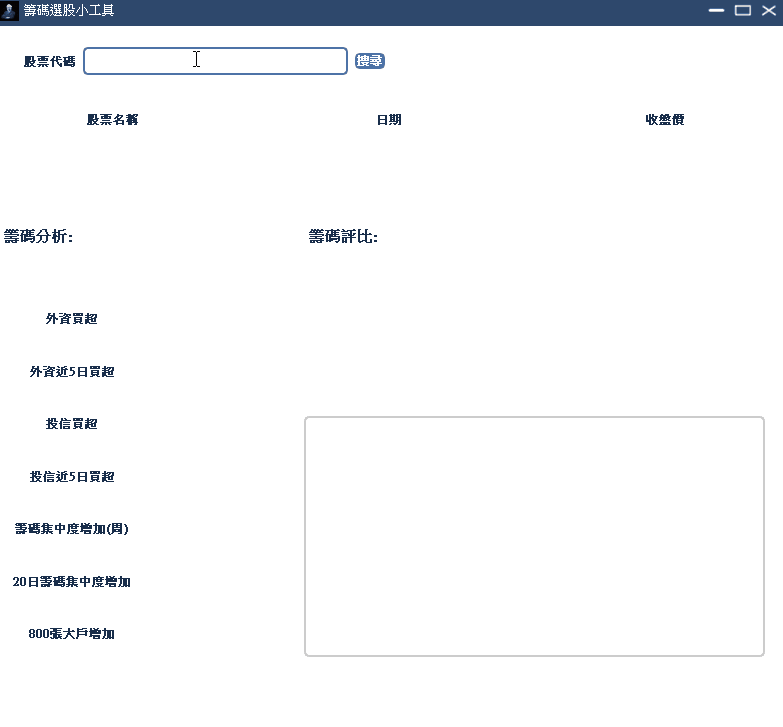 籌碼選股小工具
股票代碼 搜尋
股票名稱 日期 收盤價
籌碼分析: 籌碼評比:
外資買超
外資近5日買超
投信買超
投信近5日買超
籌碼集中度增加(周)
20日籌碼集中度增加
800張大戶增加